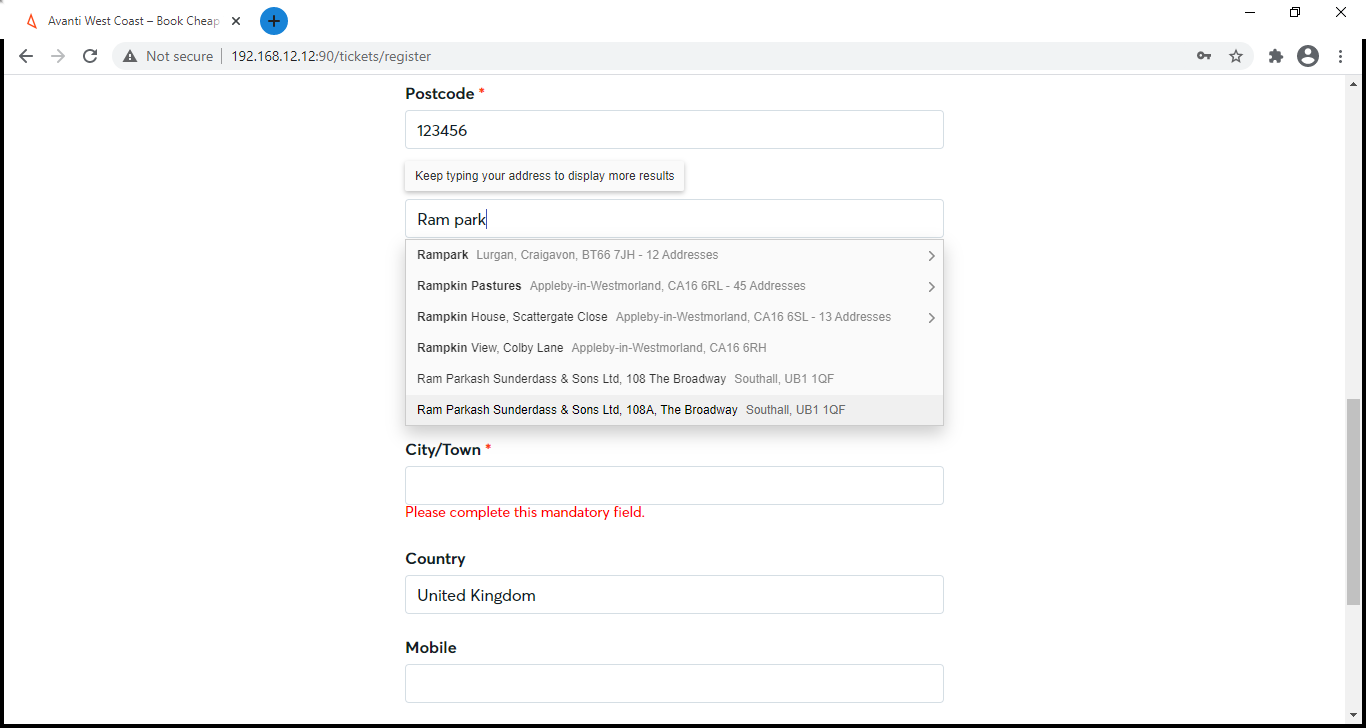 Avanti West Coast – Book Cheap
Not secure 192.168.12.12:90/tickets/register
Postcode *
123456
Keep typing your address to display more results
Ram park
Rampark Lurgan, Craigavon, BT66 7JH - 12 Addresses
Rampkin Pastures Appleby-in-Westmorland, CA16 6RL - 45 Addresses
Rampkin House, Scattergate Close Appleby-in-Westmorland, CA16 6SL - 13 Addresses
Rampkin View, Colby Lane Appleby-in-Westmorland, CA16 6RH
Ram Parkash Sunderdass & Sons Ltd, 108 The Broadway Southall, UB1 1QF
Ram Parkash Sunderdass & Sons Ltd, 108A, The Broadway Southall, UB1 1QF
City/Town *
Please complete this mandatory field.
Country
United Kingdom
Mobile